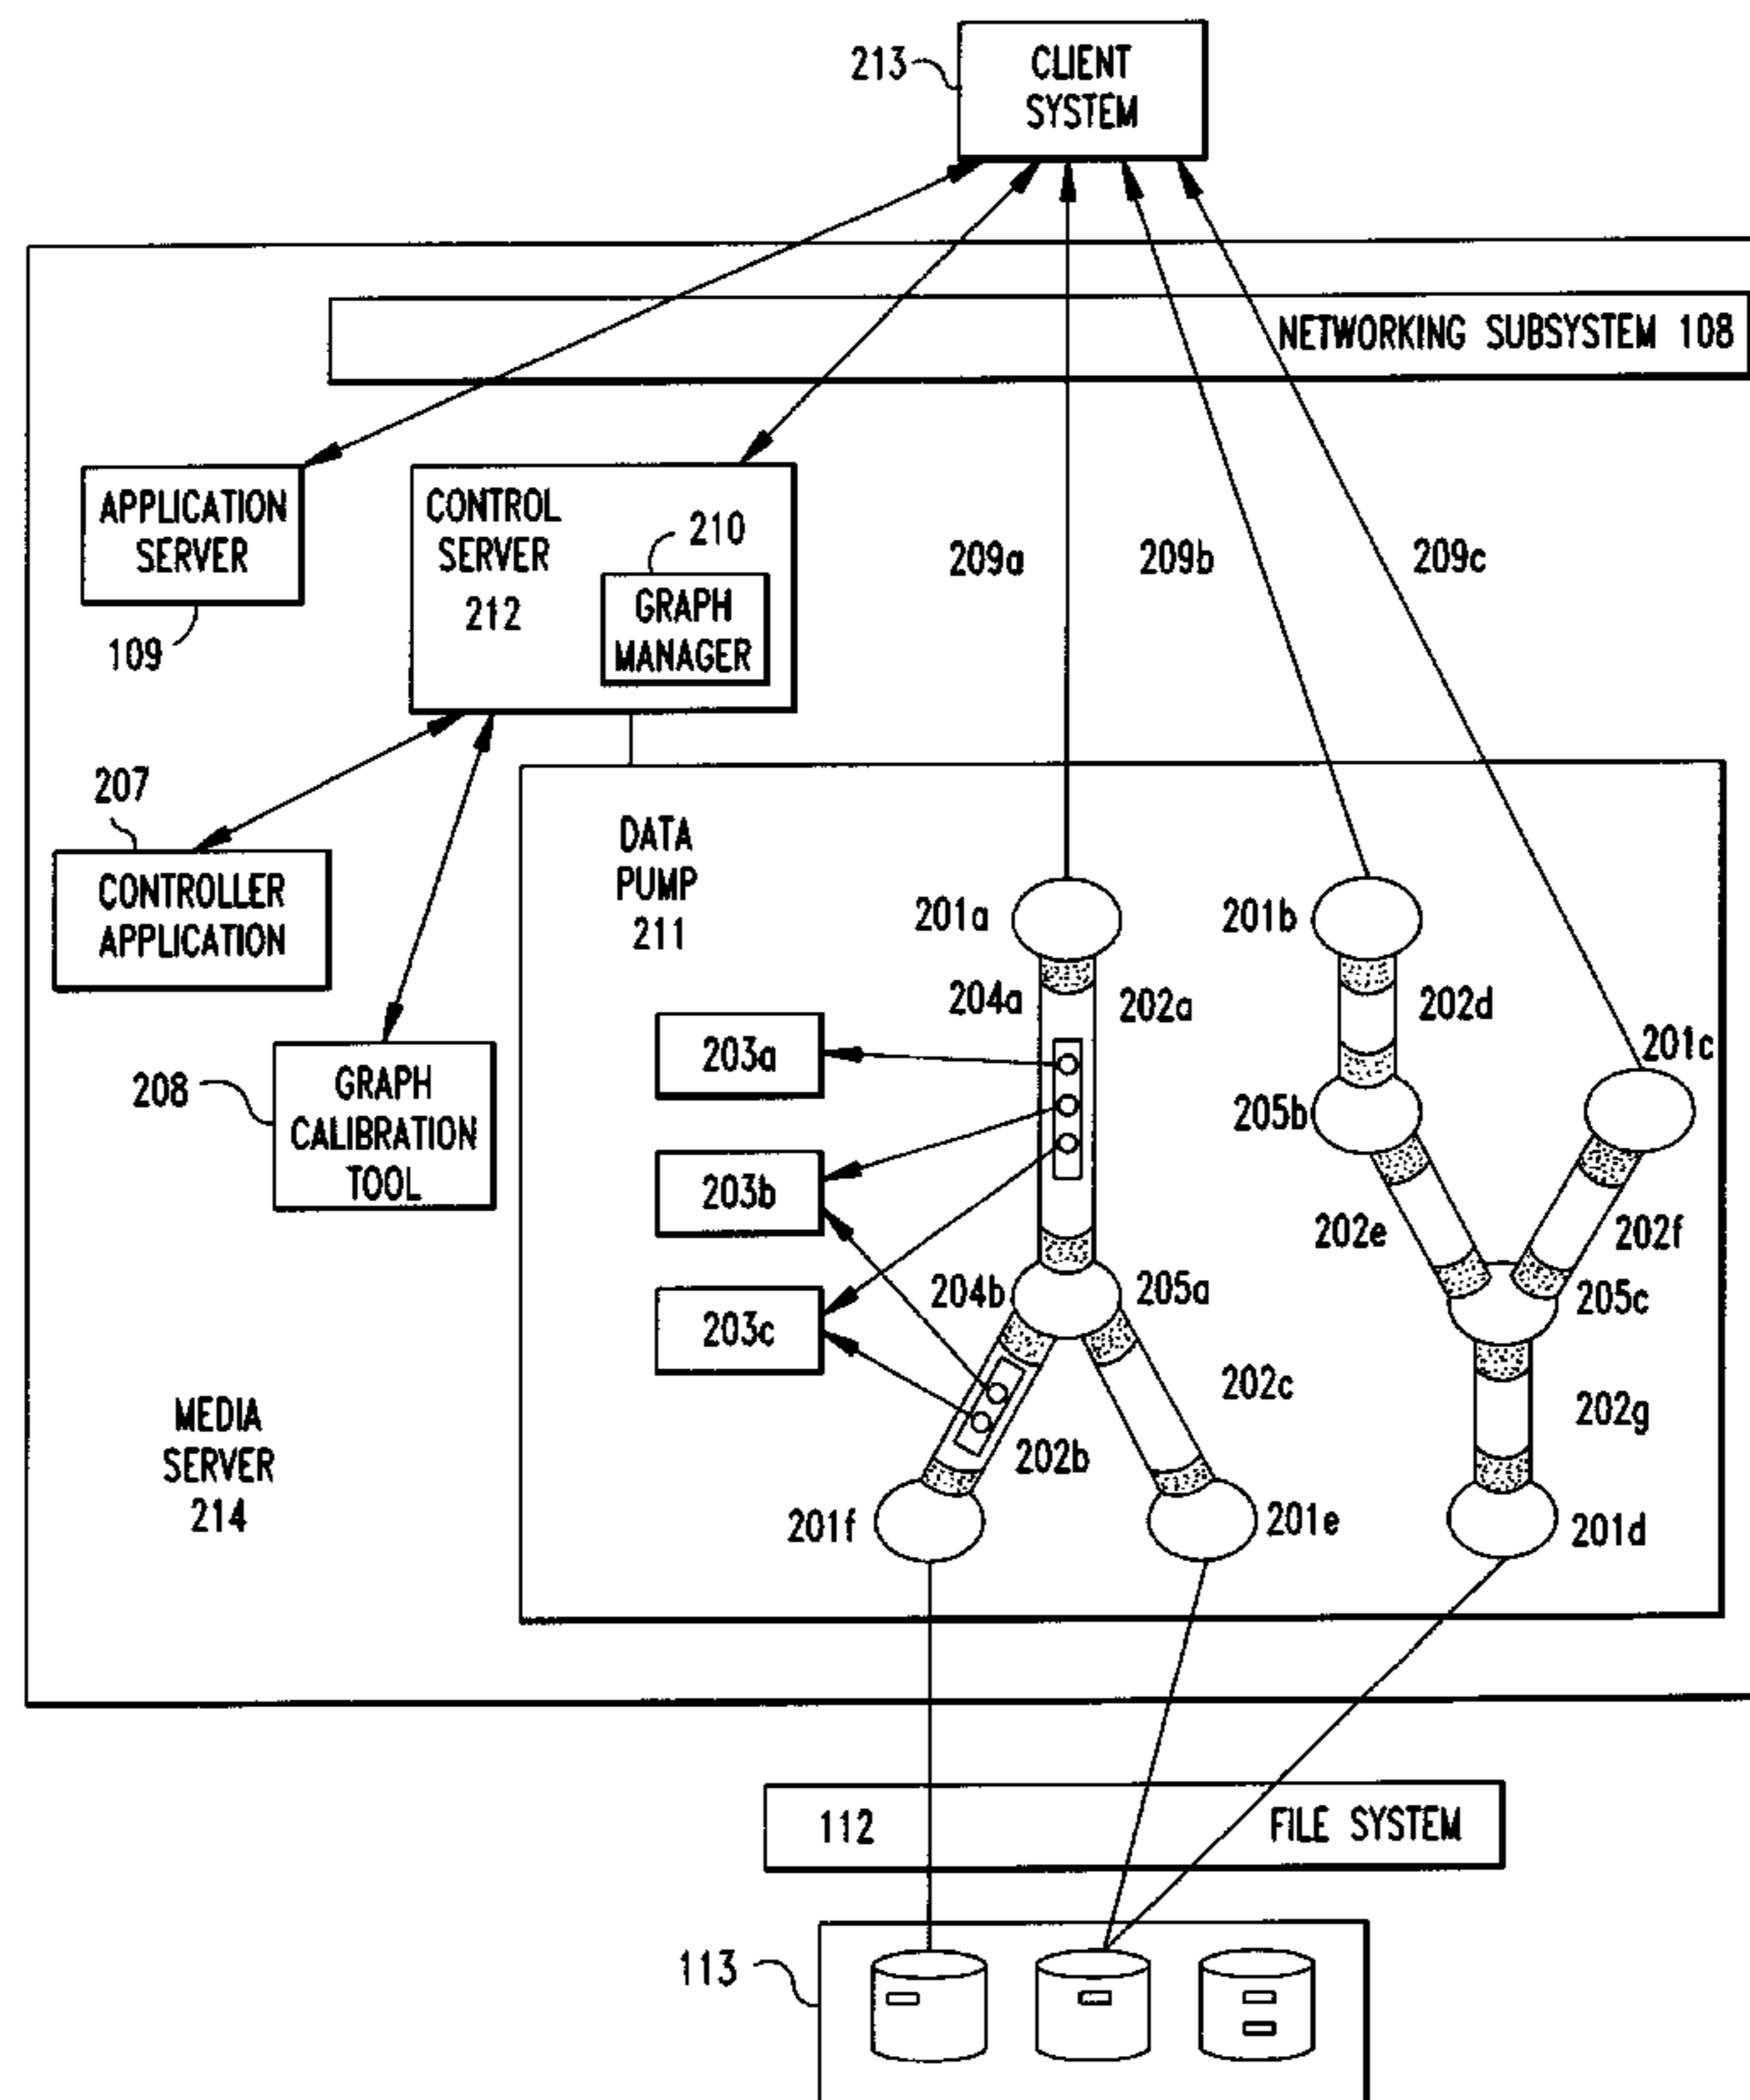 213
CLIENT
SYSTEM
NETWORKING SUBSYSTEM 108
APPLICATION
SERVER
109
CONTROL
SERVER
212
210
GRAPH
MANAGER
209a
209b
209c
207
CONTROLLER
APPLICATION
208
GRAPH
CALIBRATION
TOOL
DATA
PUMP
211
201a
201b
204a
202a
202d
201c
203a
205b
203b
202e
202f
204b
205a
205c
203c
202c
202g
202b
MEDIA
SERVER
214
201f
201e
201d
112
FILE SYSTEM
113